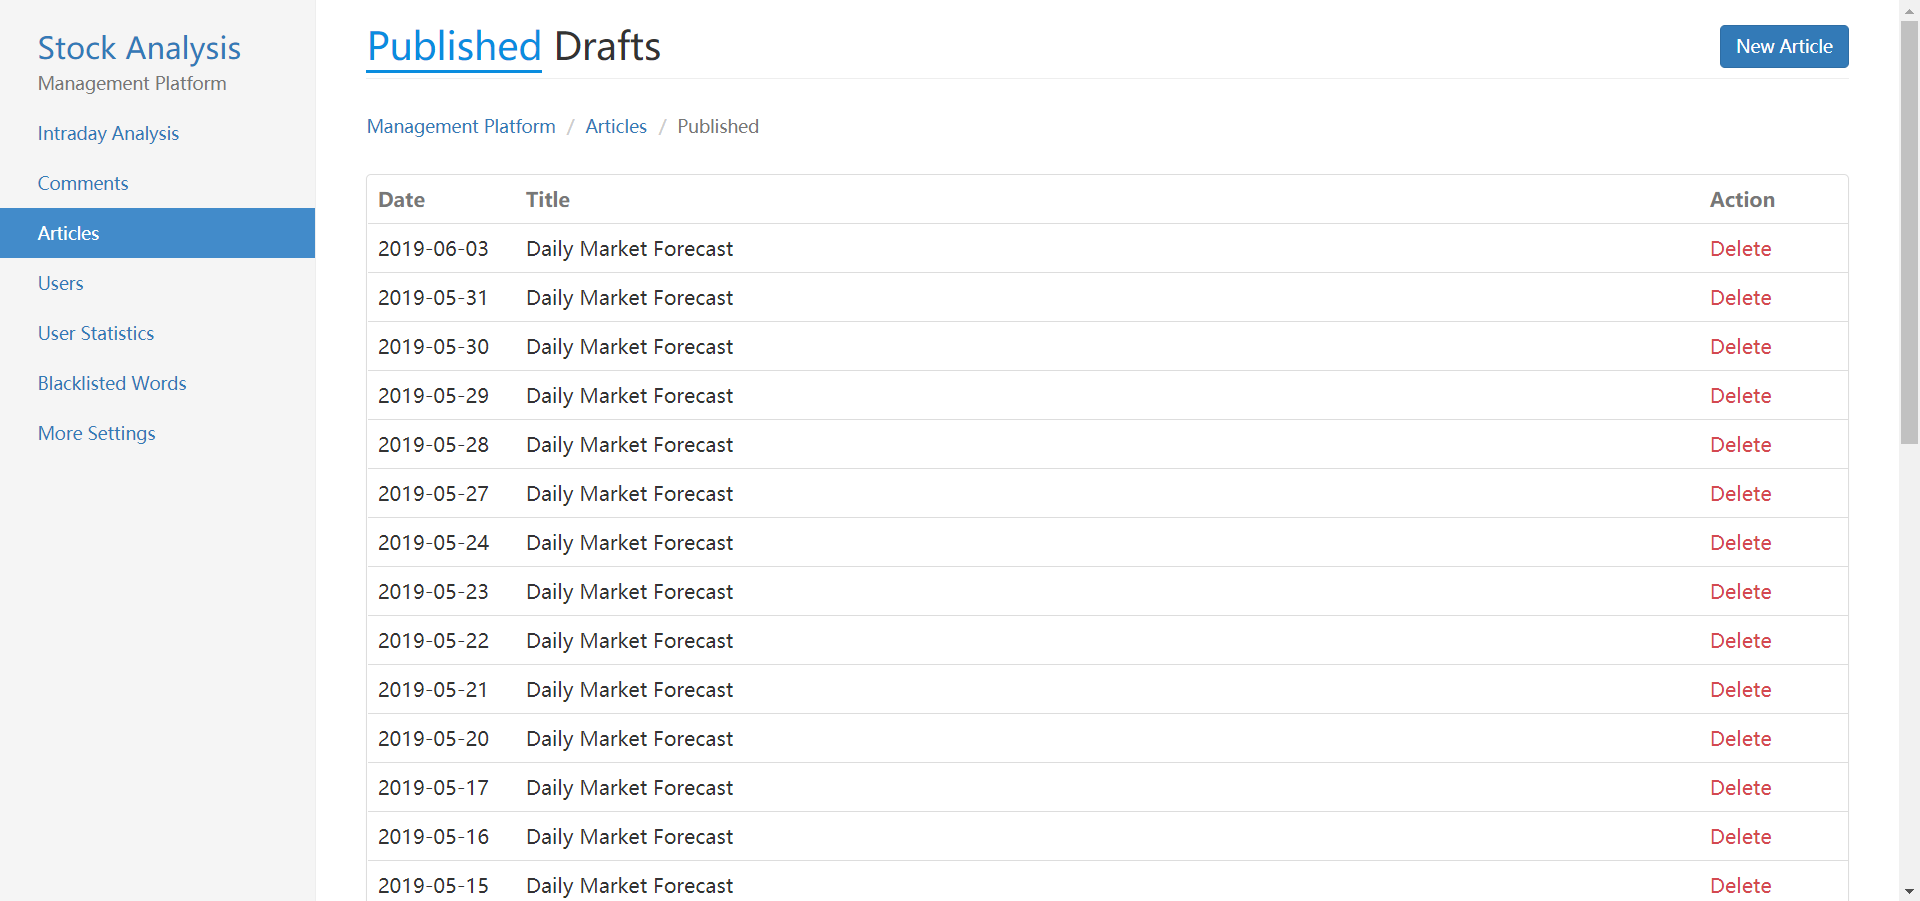 Stock Analysis
Management Platform
Intraday Analysis
Comments
Articles
Users
User Statistics
Blacklisted Words
More Settings
Published Drafts
New Article
Management Platform / Articles / Published
Date Title Action
2019-06-03 Daily Market Forecast Delete
2019-05-31 Daily Market Forecast Delete
2019-05-30 Daily Market Forecast Delete
2019-05-29 Daily Market Forecast Delete
2019-05-28 Daily Market Forecast Delete
2019-05-27 Daily Market Forecast Delete
2019-05-24 Daily Market Forecast Delete
2019-05-23 Daily Market Forecast Delete
2019-05-22 Daily Market Forecast Delete
2019-05-21 Daily Market Forecast Delete
2019-05-20 Daily Market Forecast Delete
2019-05-17 Daily Market Forecast Delete
2019-05-16 Daily Market Forecast Delete
2019-05-15 Daily Market Forecast Delete